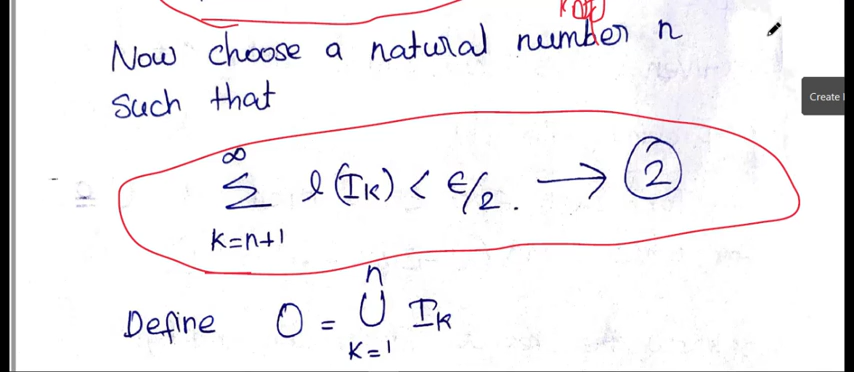 Now choose a natural number n
such that
∞
Σ l(Ik) < ϵ/2. → 2
k=n+1
n
Define O = ∪ Ik
k=1
Create